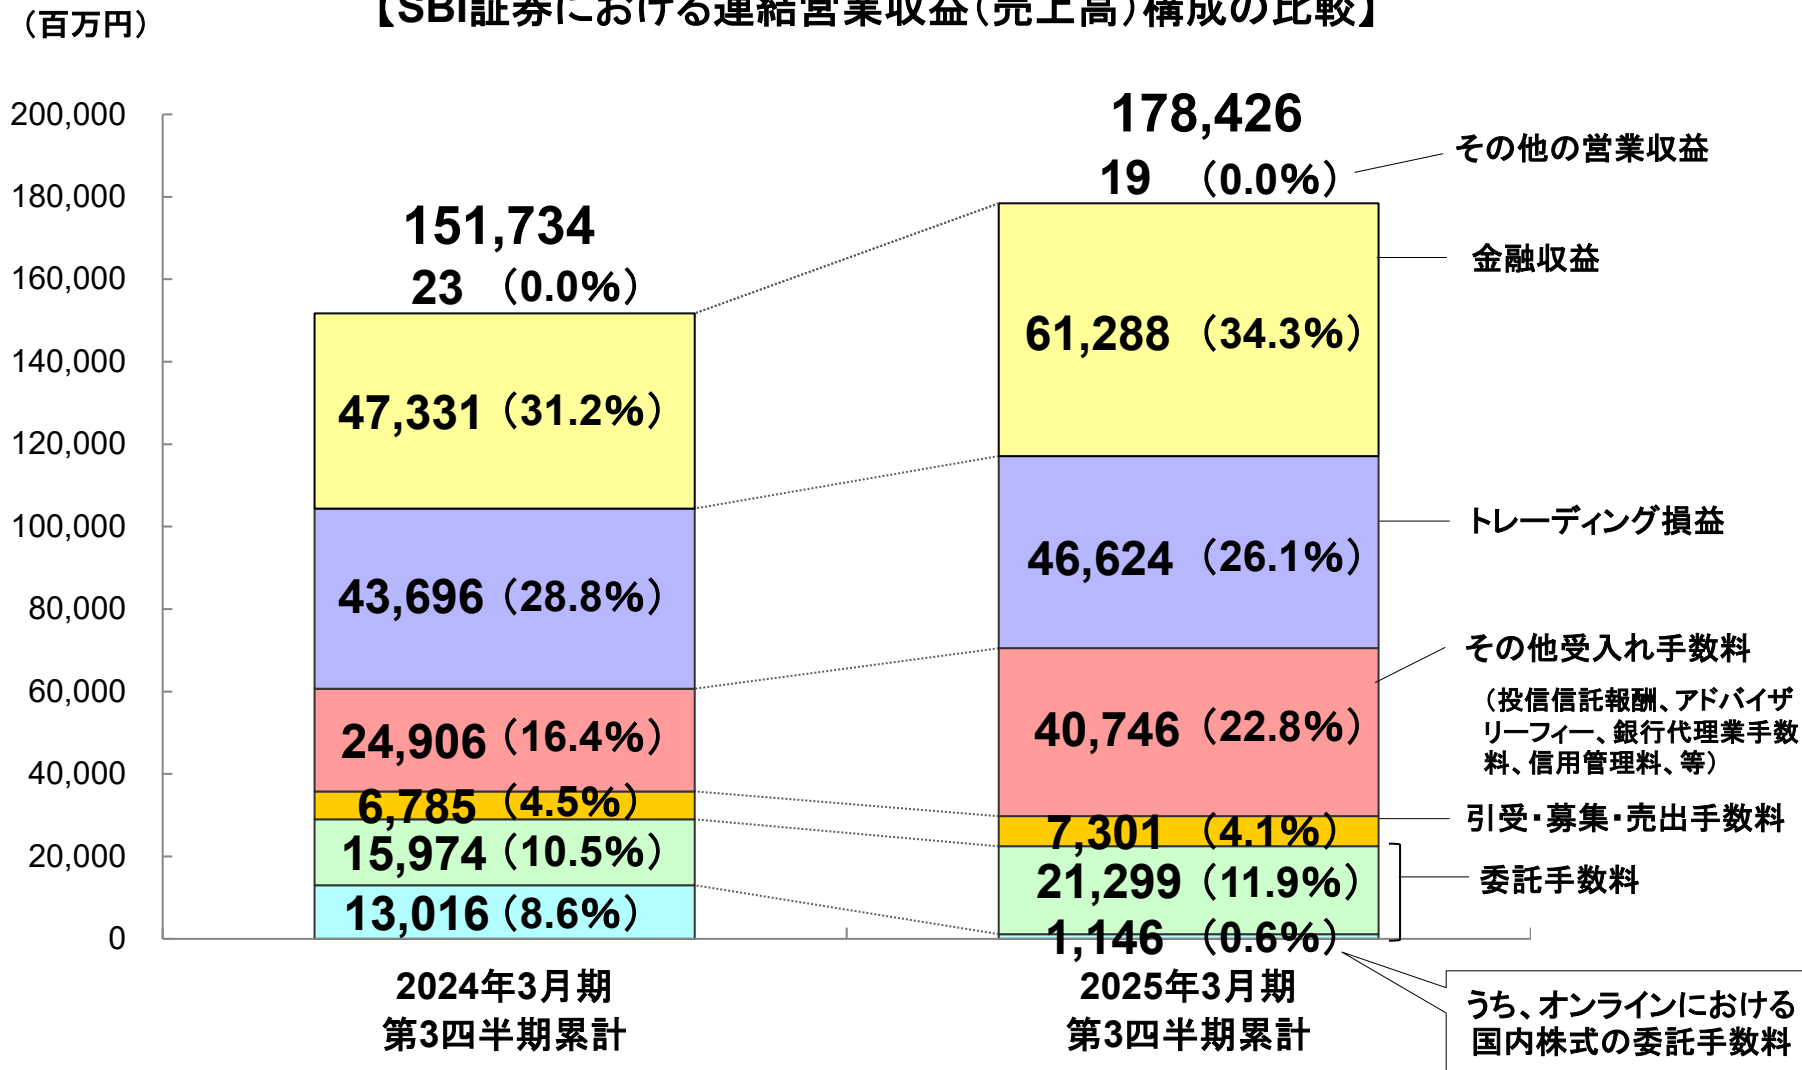 【SBI証券における連結営業収益（売上高）構成の比較】
（百万円）
200,000
180,000
160,000
140,000
120,000
100,000
80,000
60,000
40,000
20,000
0
151,734
23 （0.0%）
47,331（31.2%）
43,696（28.8%）
24,906（16.4%）
6,785（4.5%）
15,974（10.5%）
13,016（8.6%）
2024年3月期
第3四半期累計
178,426
19 （0.0%）
61,288（34.3%）
46,624（26.1%）
40,746（22.8%）
7,301（4.1%）
21,299（11.9%）
1,146（0.6%）
2025年3月期
第3四半期累計
その他の営業収益
金融収益
トレーディング損益
その他受入れ手数料
（投信信託報酬、アドバイザ
リーフィー、銀行代理業手数
料、信用管理料、等）
引受・募集・売出手数料
委託手数料
うち、オンラインにおける
国内株式の委託手数料